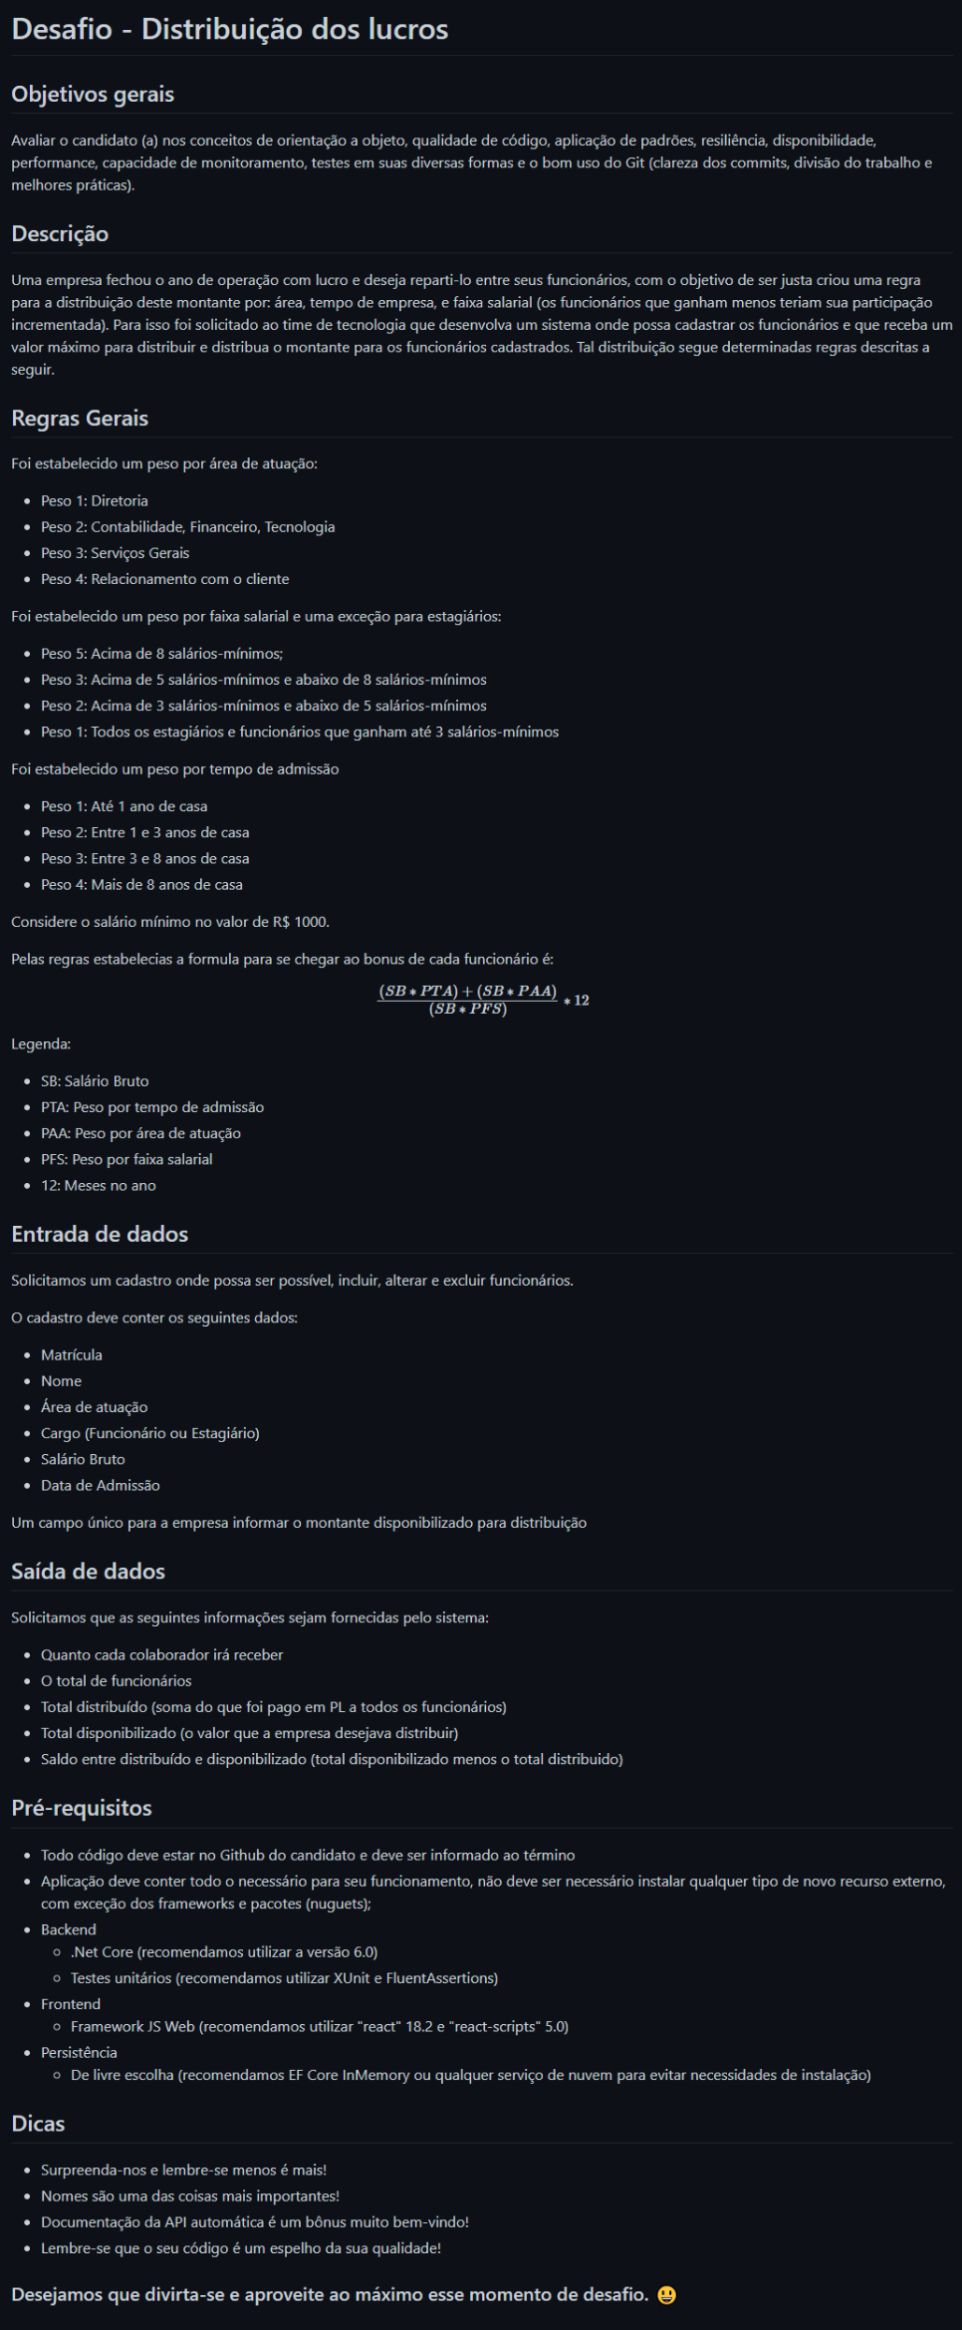 Desafio - Distribuição dos lucros
Objetivos gerais
Avaliar o candidato (a) nos conceitos de orientação a objeto, qualidade de código, aplicação de padrões, resiliência, disponibilidade,
performance, capacidade de monitoramento, testes em suas diversas formas e o bom uso do Git (clareza dos commits, divisão do trabalho e
melhores práticas).
Descrição
Uma empresa fechou o ano de operação com lucro e deseja reparti-lo entre seus funcionários, com o objetivo de ser justa criou uma regra
para a distribuição deste montante por: área, tempo de empresa, e faixa salarial (os funcionários que ganham menos teriam sua participação
incrementada). Para isso foi solicitado ao time de tecnologia que desenvolva um sistema onde possa cadastrar os funcionários e que receba um
valor máximo para distribuir e distribua o montante para os funcionários cadastrados. Tal distribuição segue determinadas regras descritas a
seguir.
Regras Gerais
Foi estabelecido um peso por área de atuação:
• Peso 1: Diretoria
• Peso 2: Contabilidade, Financeiro, Tecnologia
• Peso 3: Serviços Gerais
• Peso 4: Relacionamento com o cliente
Foi estabelecido um peso por faixa salarial e uma exceção para estagiários:
• Peso 5: Acima de 8 salários-mínimos;
• Peso 3: Acima de 5 salários-mínimos e abaixo de 8 salários-mínimos
• Peso 2: Acima de 3 salários-mínimos e abaixo de 5 salários-mínimos
• Peso 1: Todos os estagiários e funcionários que ganham até 3 salários-mínimos
Foi estabelecido um peso por tempo de admissão
• Peso 1: Até 1 ano de casa
• Peso 2: Entre 1 e 3 anos de casa
• Peso 3: Entre 3 e 8 anos de casa
• Peso 4: Mais de 8 anos de casa
Considere o salário mínimo no valor de R$ 1000.
Pelas regras estabelecias a formula para se chegar ao bonus de cada funcionário é:
(SB * PTA) + (SB * PAA)
(SB * PFS)
* 12
Legenda:
• SB: Salário Bruto
• PTA: Peso por tempo de admissão
• PAA: Peso por área de atuação
• PFS: Peso por faixa salarial
• 12: Meses no ano
Entrada de dados
Solicitamos um cadastro onde possa ser possível, incluir, alterar e excluir funcionários.
O cadastro deve conter os seguintes dados:
• Matrícula
• Nome
• Área de atuação
• Cargo (Funcionário ou Estagiário)
• Salário Bruto
• Data de Admissão
Um campo único para a empresa informar o montante disponibilizado para distribuição
Saída de dados
Solicitamos que as seguintes informações sejam fornecidas pelo sistema:
• Quanto cada colaborador irá receber
• O total de funcionários
• Total distribuído (soma do que foi pago em PL a todos os funcionários)
• Total disponibilizado (o valor que a empresa desejava distribuir)
• Saldo entre distribuído e disponibilizado (total disponibilizado menos o total distribuido)
Pré-requisitos
• Todo código deve estar no Github do candidato e deve ser informado ao término
• Aplicação deve conter todo o necessário para seu funcionamento, não deve ser necessário instalar qualquer tipo de novo recurso externo,
com exceção dos frameworks e pacotes (nuguets);
• Backend
◦ .Net Core (recomendamos utilizar a versão 6.0)
◦ Testes unitários (recomendamos utilizar XUnit e FluentAssertions)
• Frontend
◦ Framework JS Web (recomendamos utilizar "react" 18.2 e "react-scripts" 5.0)
• Persistência
◦ De livre escolha (recomendamos EF Core InMemory ou qualquer serviço de nuvem para evitar necessidades de instalação)
Dicas
• Surpreenda-nos e lembre-se menos é mais!
• Nomes são uma das coisas mais importantes!
• Documentação da API automática é um bônus muito bem-vindo!
• Lembre-se que o seu código é um espelho da sua qualidade!
Desejamos que divirta-se e aproveite ao máximo esse momento de desafio. 😃